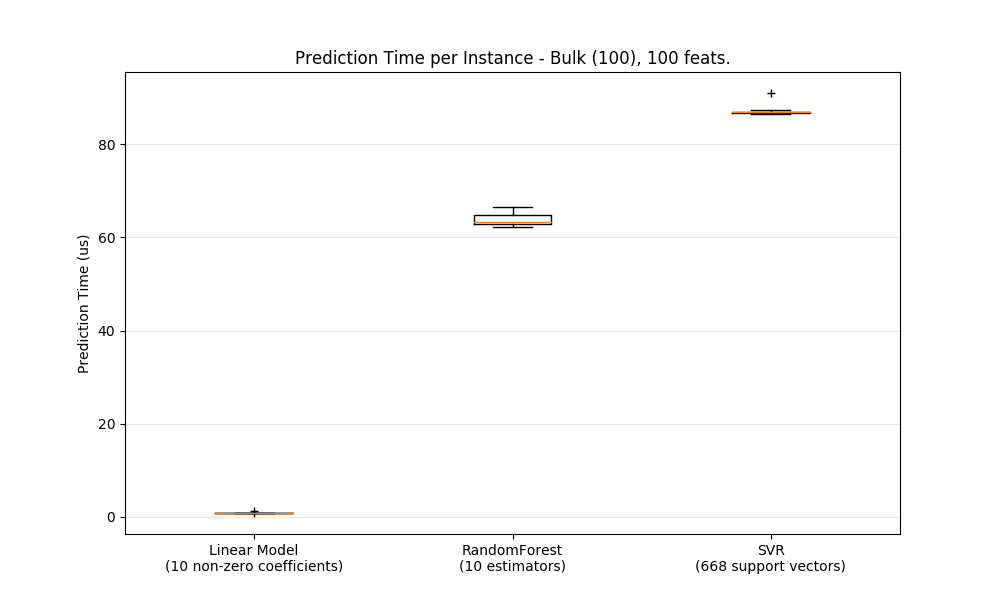 Prediction Time per Instance - Bulk (100), 100 feats.
Prediction Time (us)
80
60
40
20
0
Linear Model
(10 non-zero coefficients)
RandomForest
(10 estimators)
SVR
(668 support vectors)